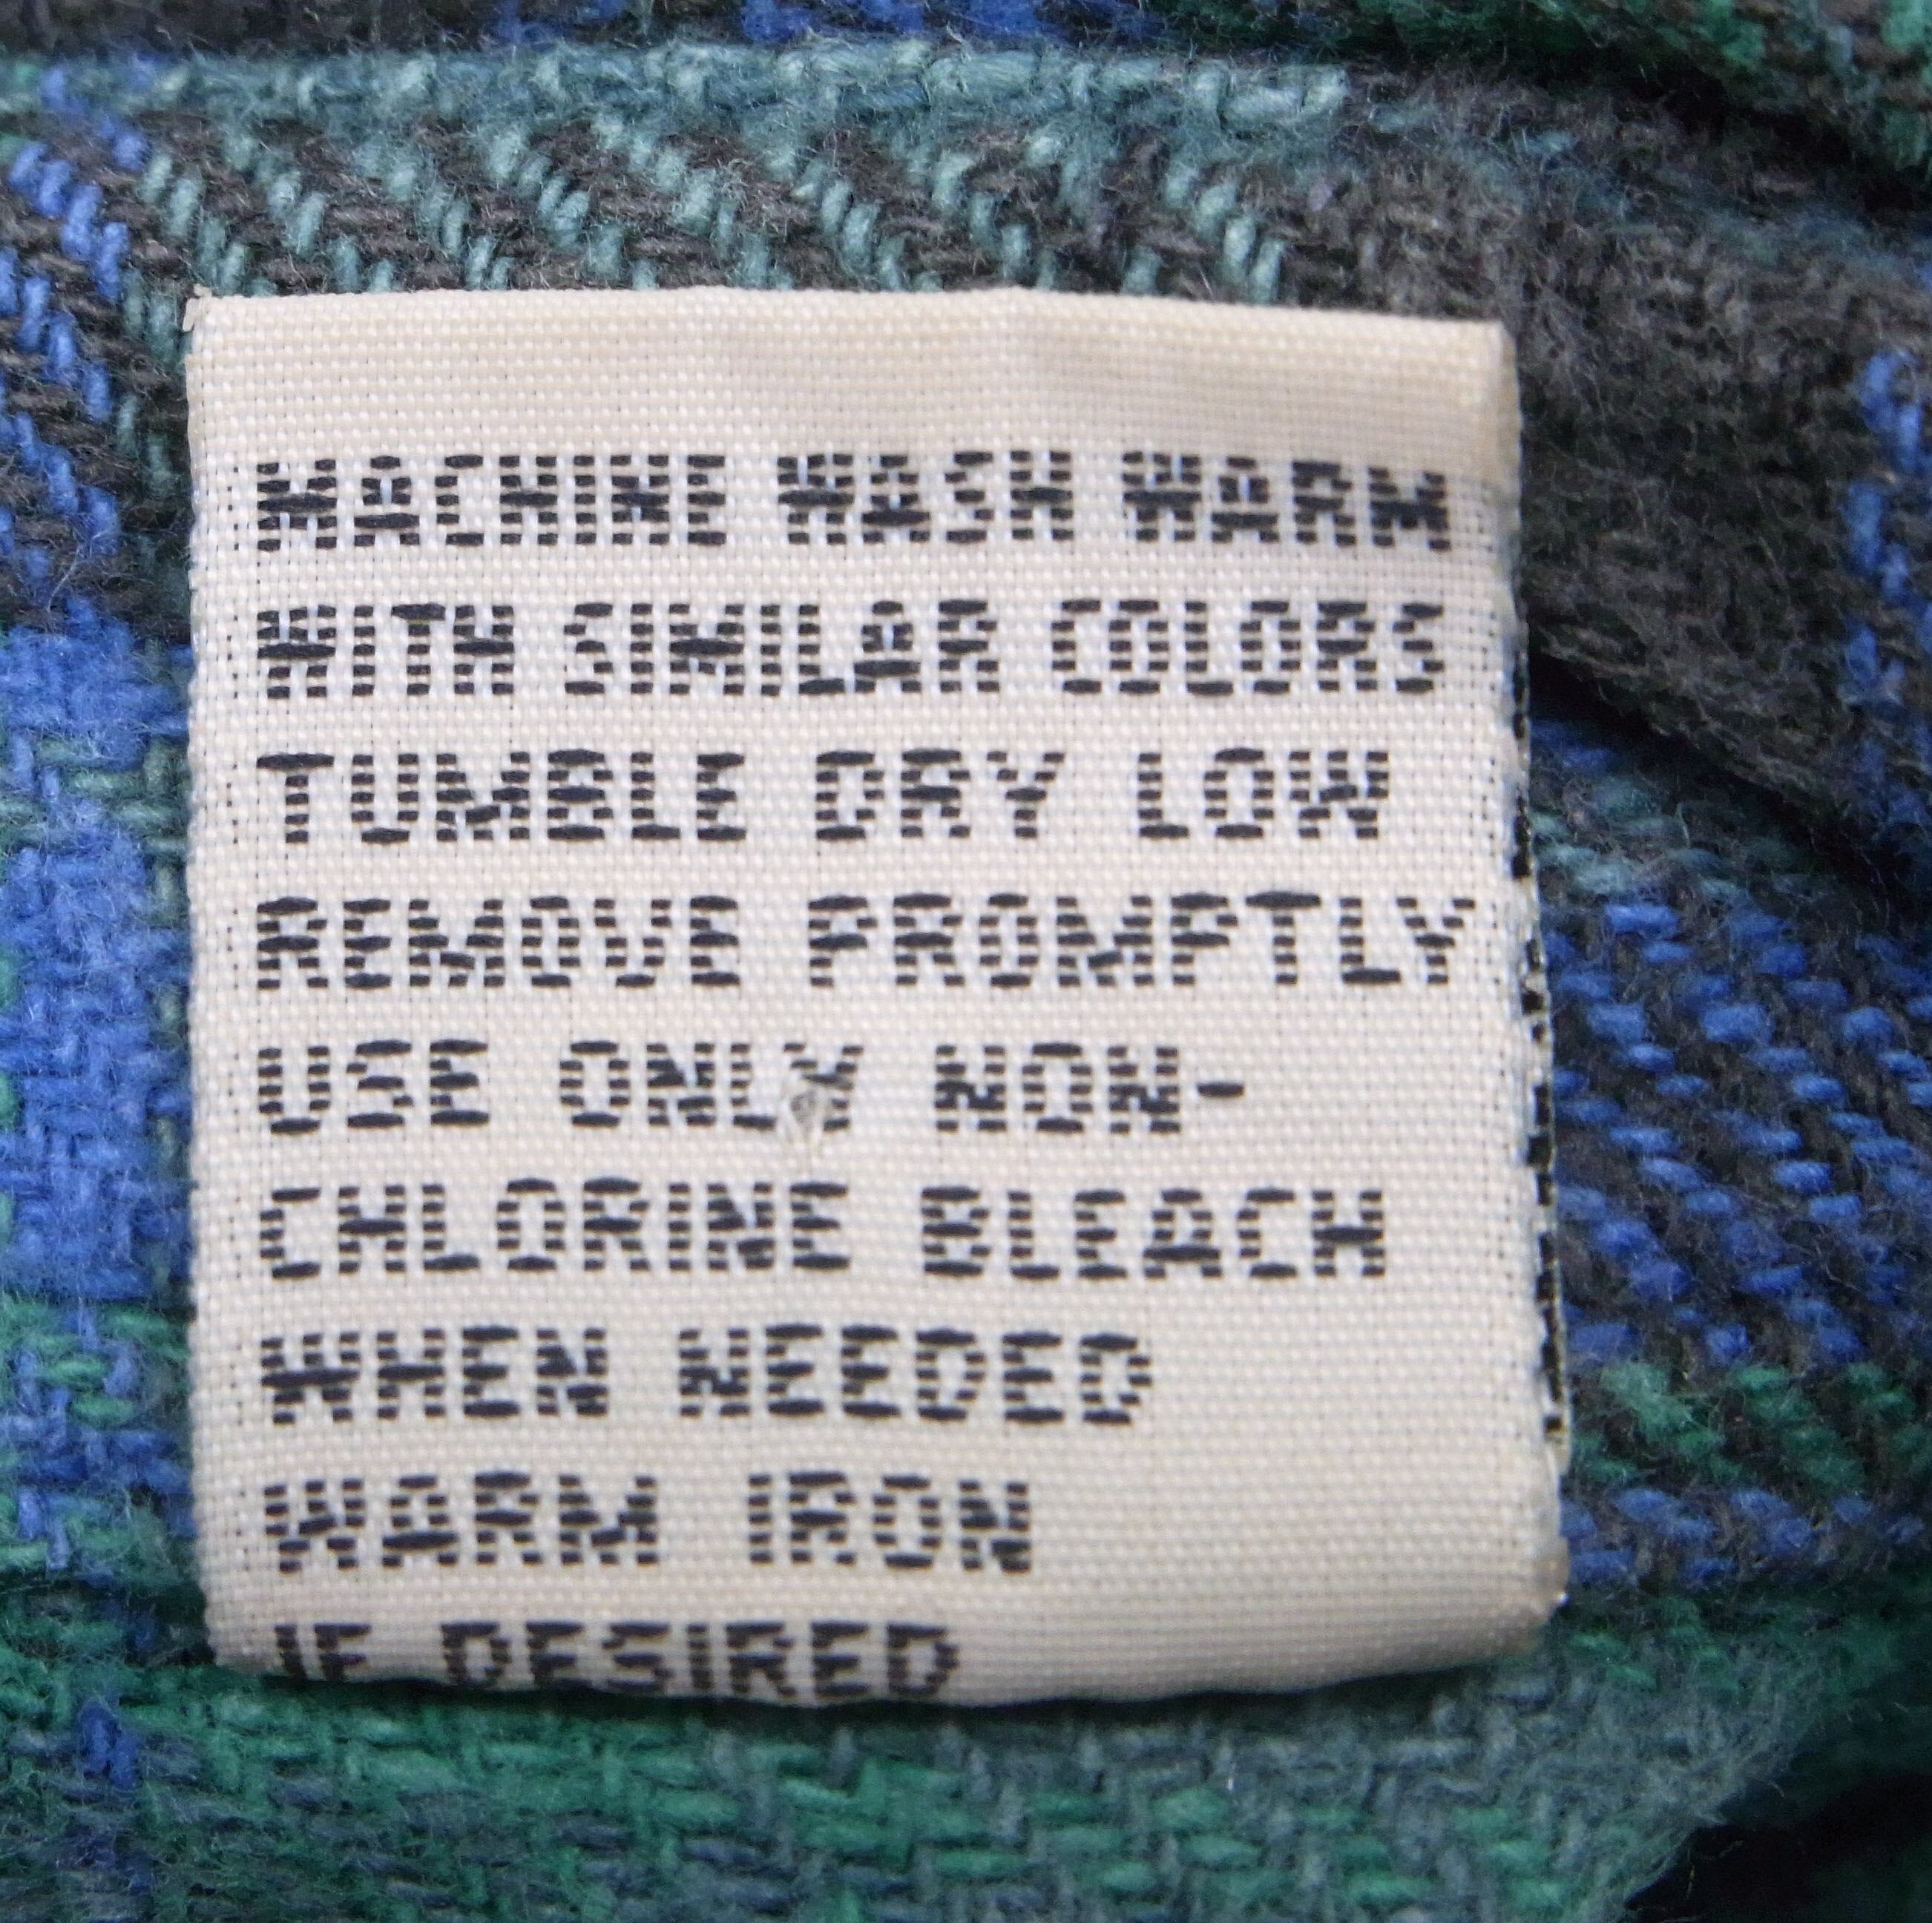 MACHINE WASH WARM
WITH SIMILAR COLORS
TUMBLE DRY LOW
REMOVE PROMPTLY
USE ONLY NON-
CHLORINE BLEACH
WHEN NEEDED
WARM IRON
IF DESIRED